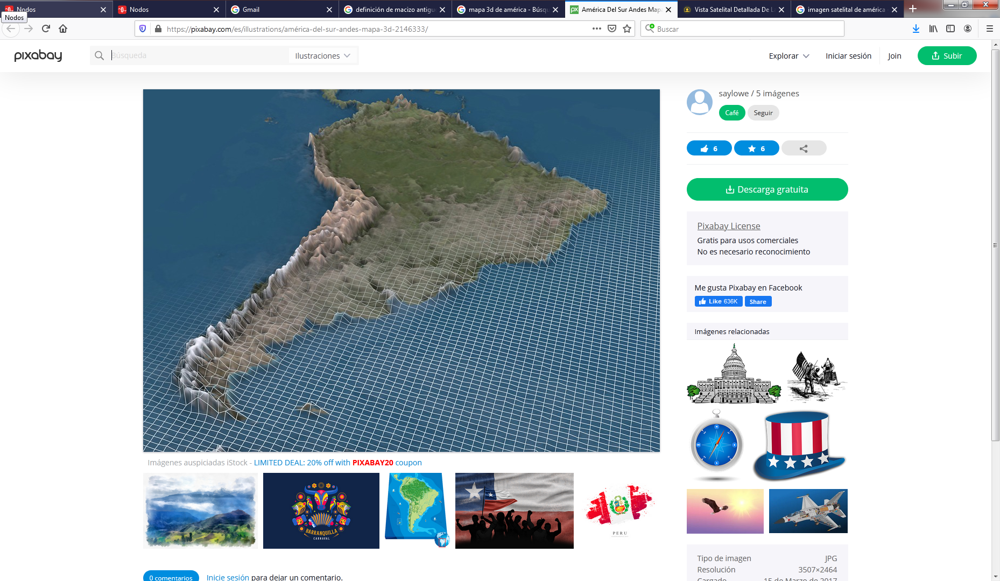 Nodos
Nodos
Gmail
definición de macizo antigu
mapa 3d de américa - Búsqu
América Del Sur Andes Map
Vista Satelital Detallada De L
imagen satelital de américa
Nodos
https://pixabay.com/es/illustrations/américa-del-sur-andes-mapa-3d-2146333/
Buscar
pixabay
Búsqueda
Ilustraciones
Explorar
Iniciar sesión
Join
Subir
saylowe / 5 imágenes
Café
Seguir
6
6
Descarga gratuita
Pixabay License
Gratis para usos comerciales
No es necesario reconocimiento
Me gusta Pixabay en Facebook
Like 636K
Share
Imágenes relacionadas
Imágenes auspiciadas iStock - LIMITED DEAL: 20% off with PIXABAY20 coupon
BARRANQUILLA
CARNAVAL
PERU
Tipo de imagen JPG
Resolución 3507×2464
Cargado 15 de Marzo de 2017
0 comentarios
Inicie sesión para dejar un comentario.